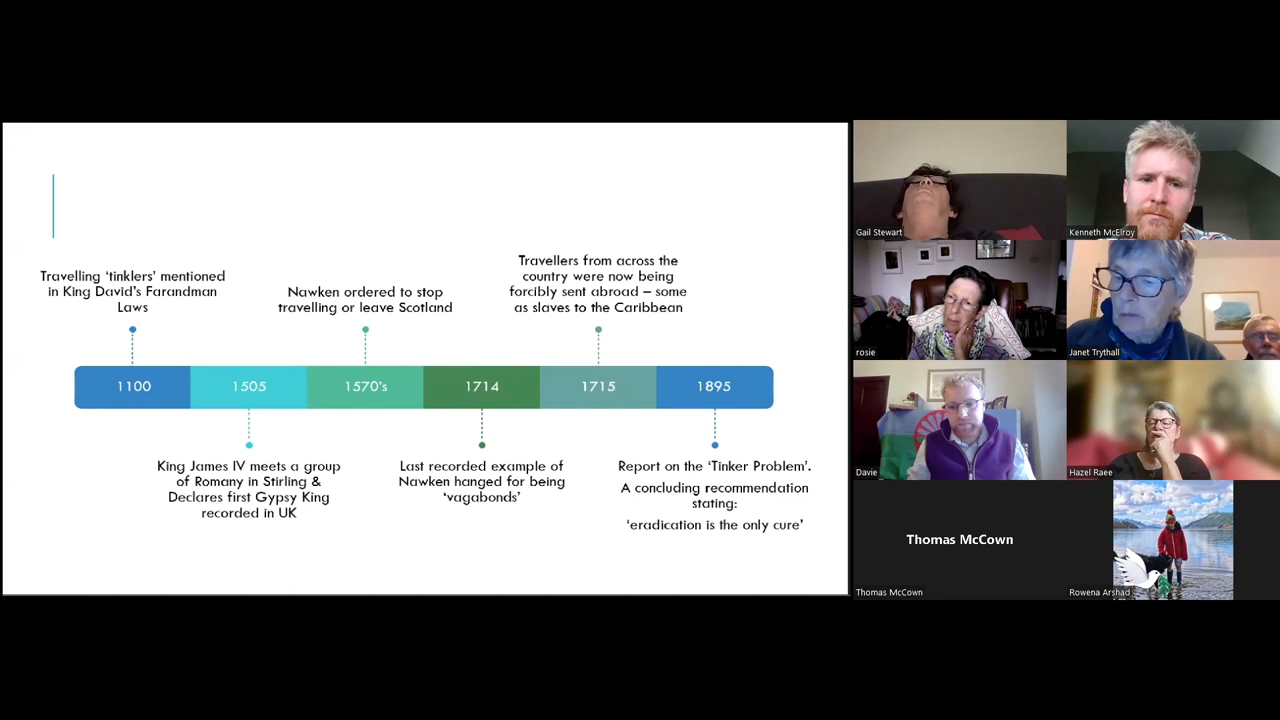 Travelling ‘tinklers’ mentioned
in King David’s Farandman
Laws
Nawken ordered to stop
travelling or leave Scotland
Travellers from across the
country were now being
forcibly sent abroad – some
as slaves to the Caribbean
1100
1505
1570’s
1714
1715
1895
King James IV meets a group
of Romany in Stirling &
Declares first Gypsy King
recorded in UK
Last recorded example of
Nawken hanged for being
‘vagabonds’
Report on the ‘Tinker Problem’.
A concluding recommendation
stating:
‘eradication is the only cure’
Gail Stewart
Kenneth McElroy
rosie
Janet Trythall
Davie
Hazel Raee
Thomas McCown
Thomas McCown
Rowena Arshad